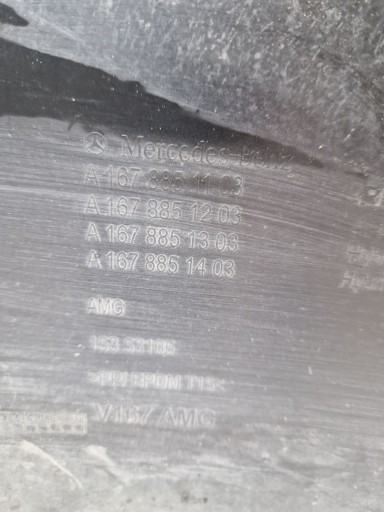 Mercedes-Benz
A 167 885 11 03
A 167 885 12 03
A 167 885 13 03
A 167 885 14 03
AMG
V167 AMG